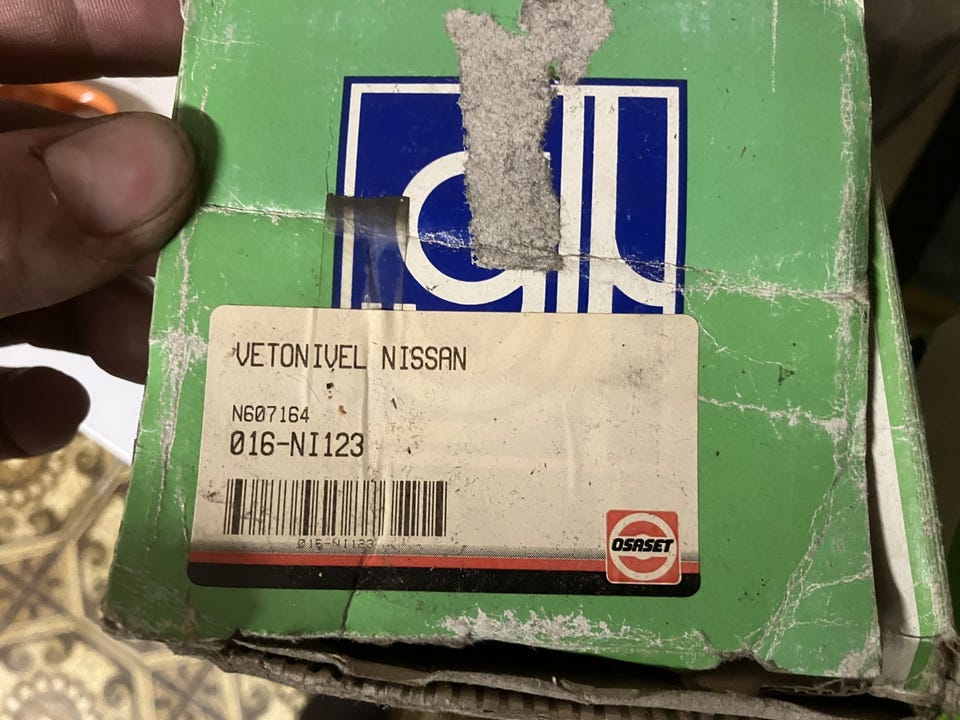 VETONIVEL NISSAN
N607164
016-NI123
016-NI123
OSASET